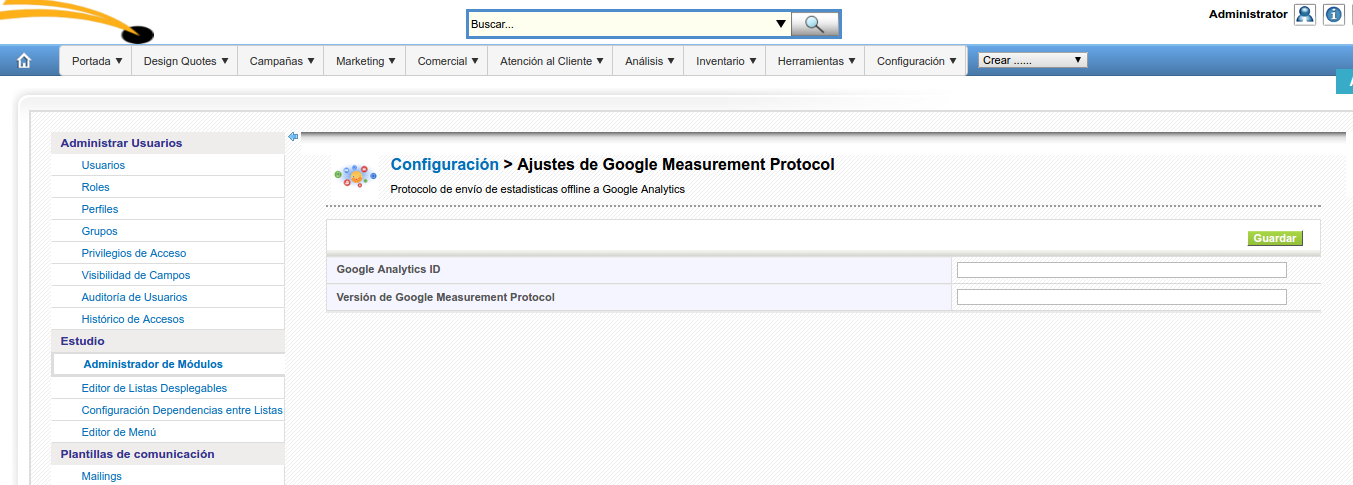 Buscar...
Administrator
Portada
Design Quotes
Campañas
Marketing
Comercial
Atención al Cliente
Análisis
Inventario
Herramientas
Configuración
Crear ......
Administrar Usuarios
Usuarios
Roles
Perfiles
Grupos
Privilegios de Acceso
Visibilidad de Campos
Auditoría de Usuarios
Histórico de Accesos
Estudio
Administrador de Módulos
Editor de Listas Desplegables
Configuración Dependencias entre Listas
Editor de Menú
Plantillas de comunicación
Mailings
Configuración > Ajustes de Google Measurement Protocol
Protocolo de envío de estadisticas offline a Google Analytics
Guardar
Google Analytics ID
Versión de Google Measurement Protocol